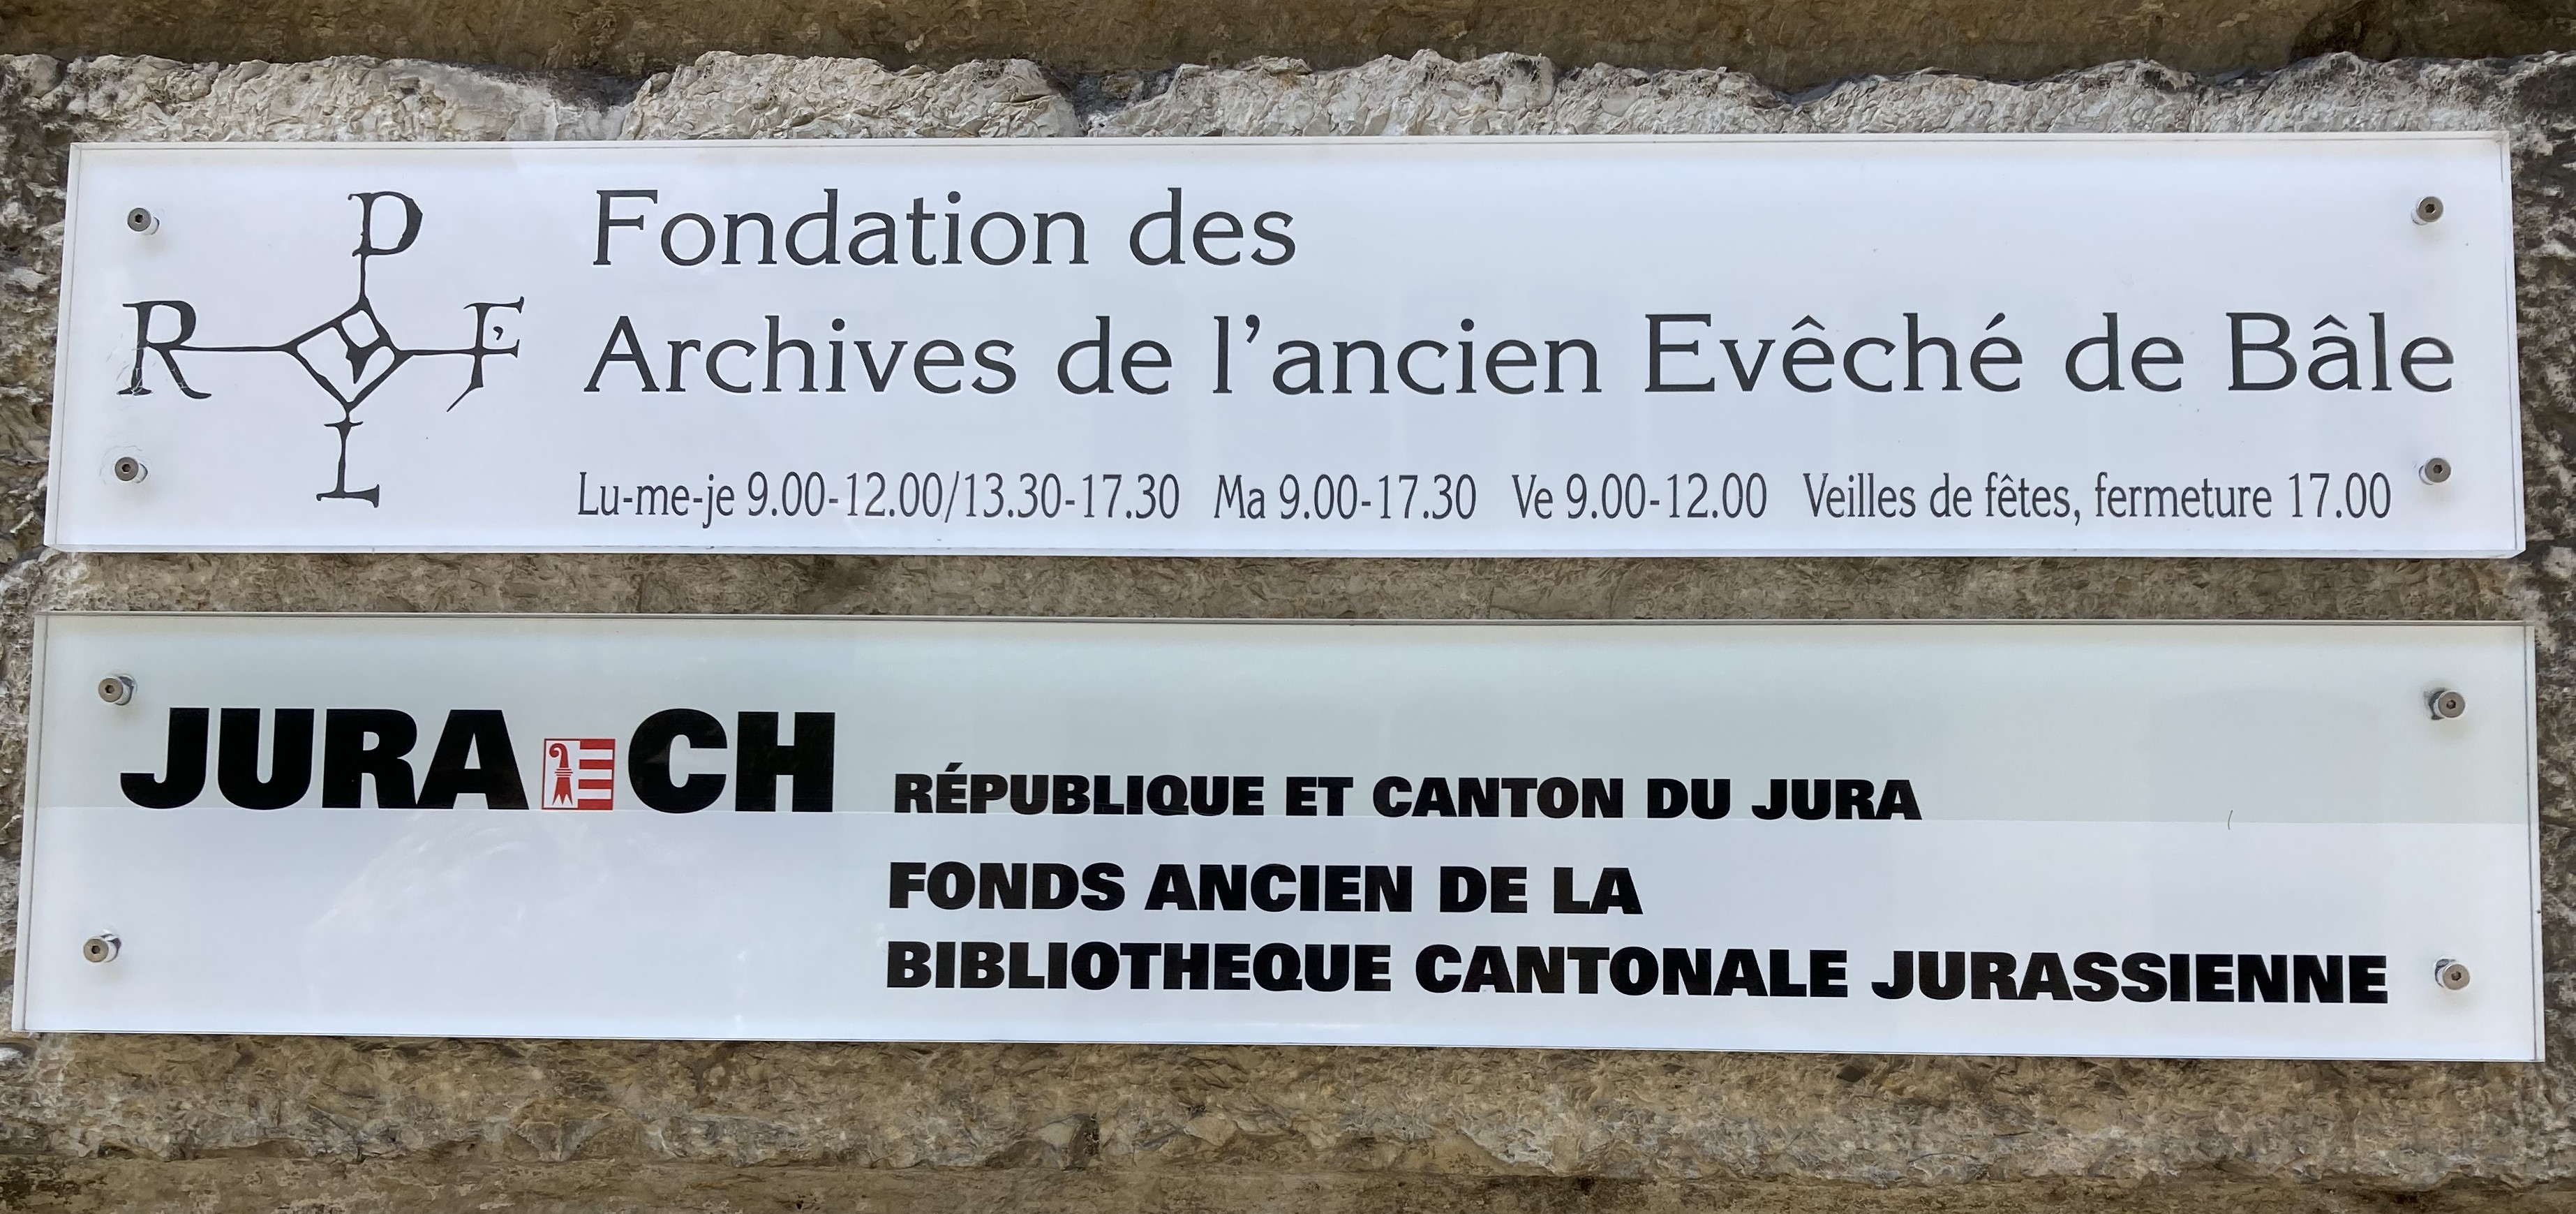 P
R F
L
Fondation des
Archives de l'ancien Evêché de Bâle
Lu-me-je 9.00-12.00/13.30-17.30 Ma 9.00-17.30 Ve 9.00-12.00 Veilles de fêtes, fermeture 17.00
JURA CH RÉPUBLIQUE ET CANTON DU JURA
FONDS ANCIEN DE LA
BIBLIOTHEQUE CANTONALE JURASSIENNE